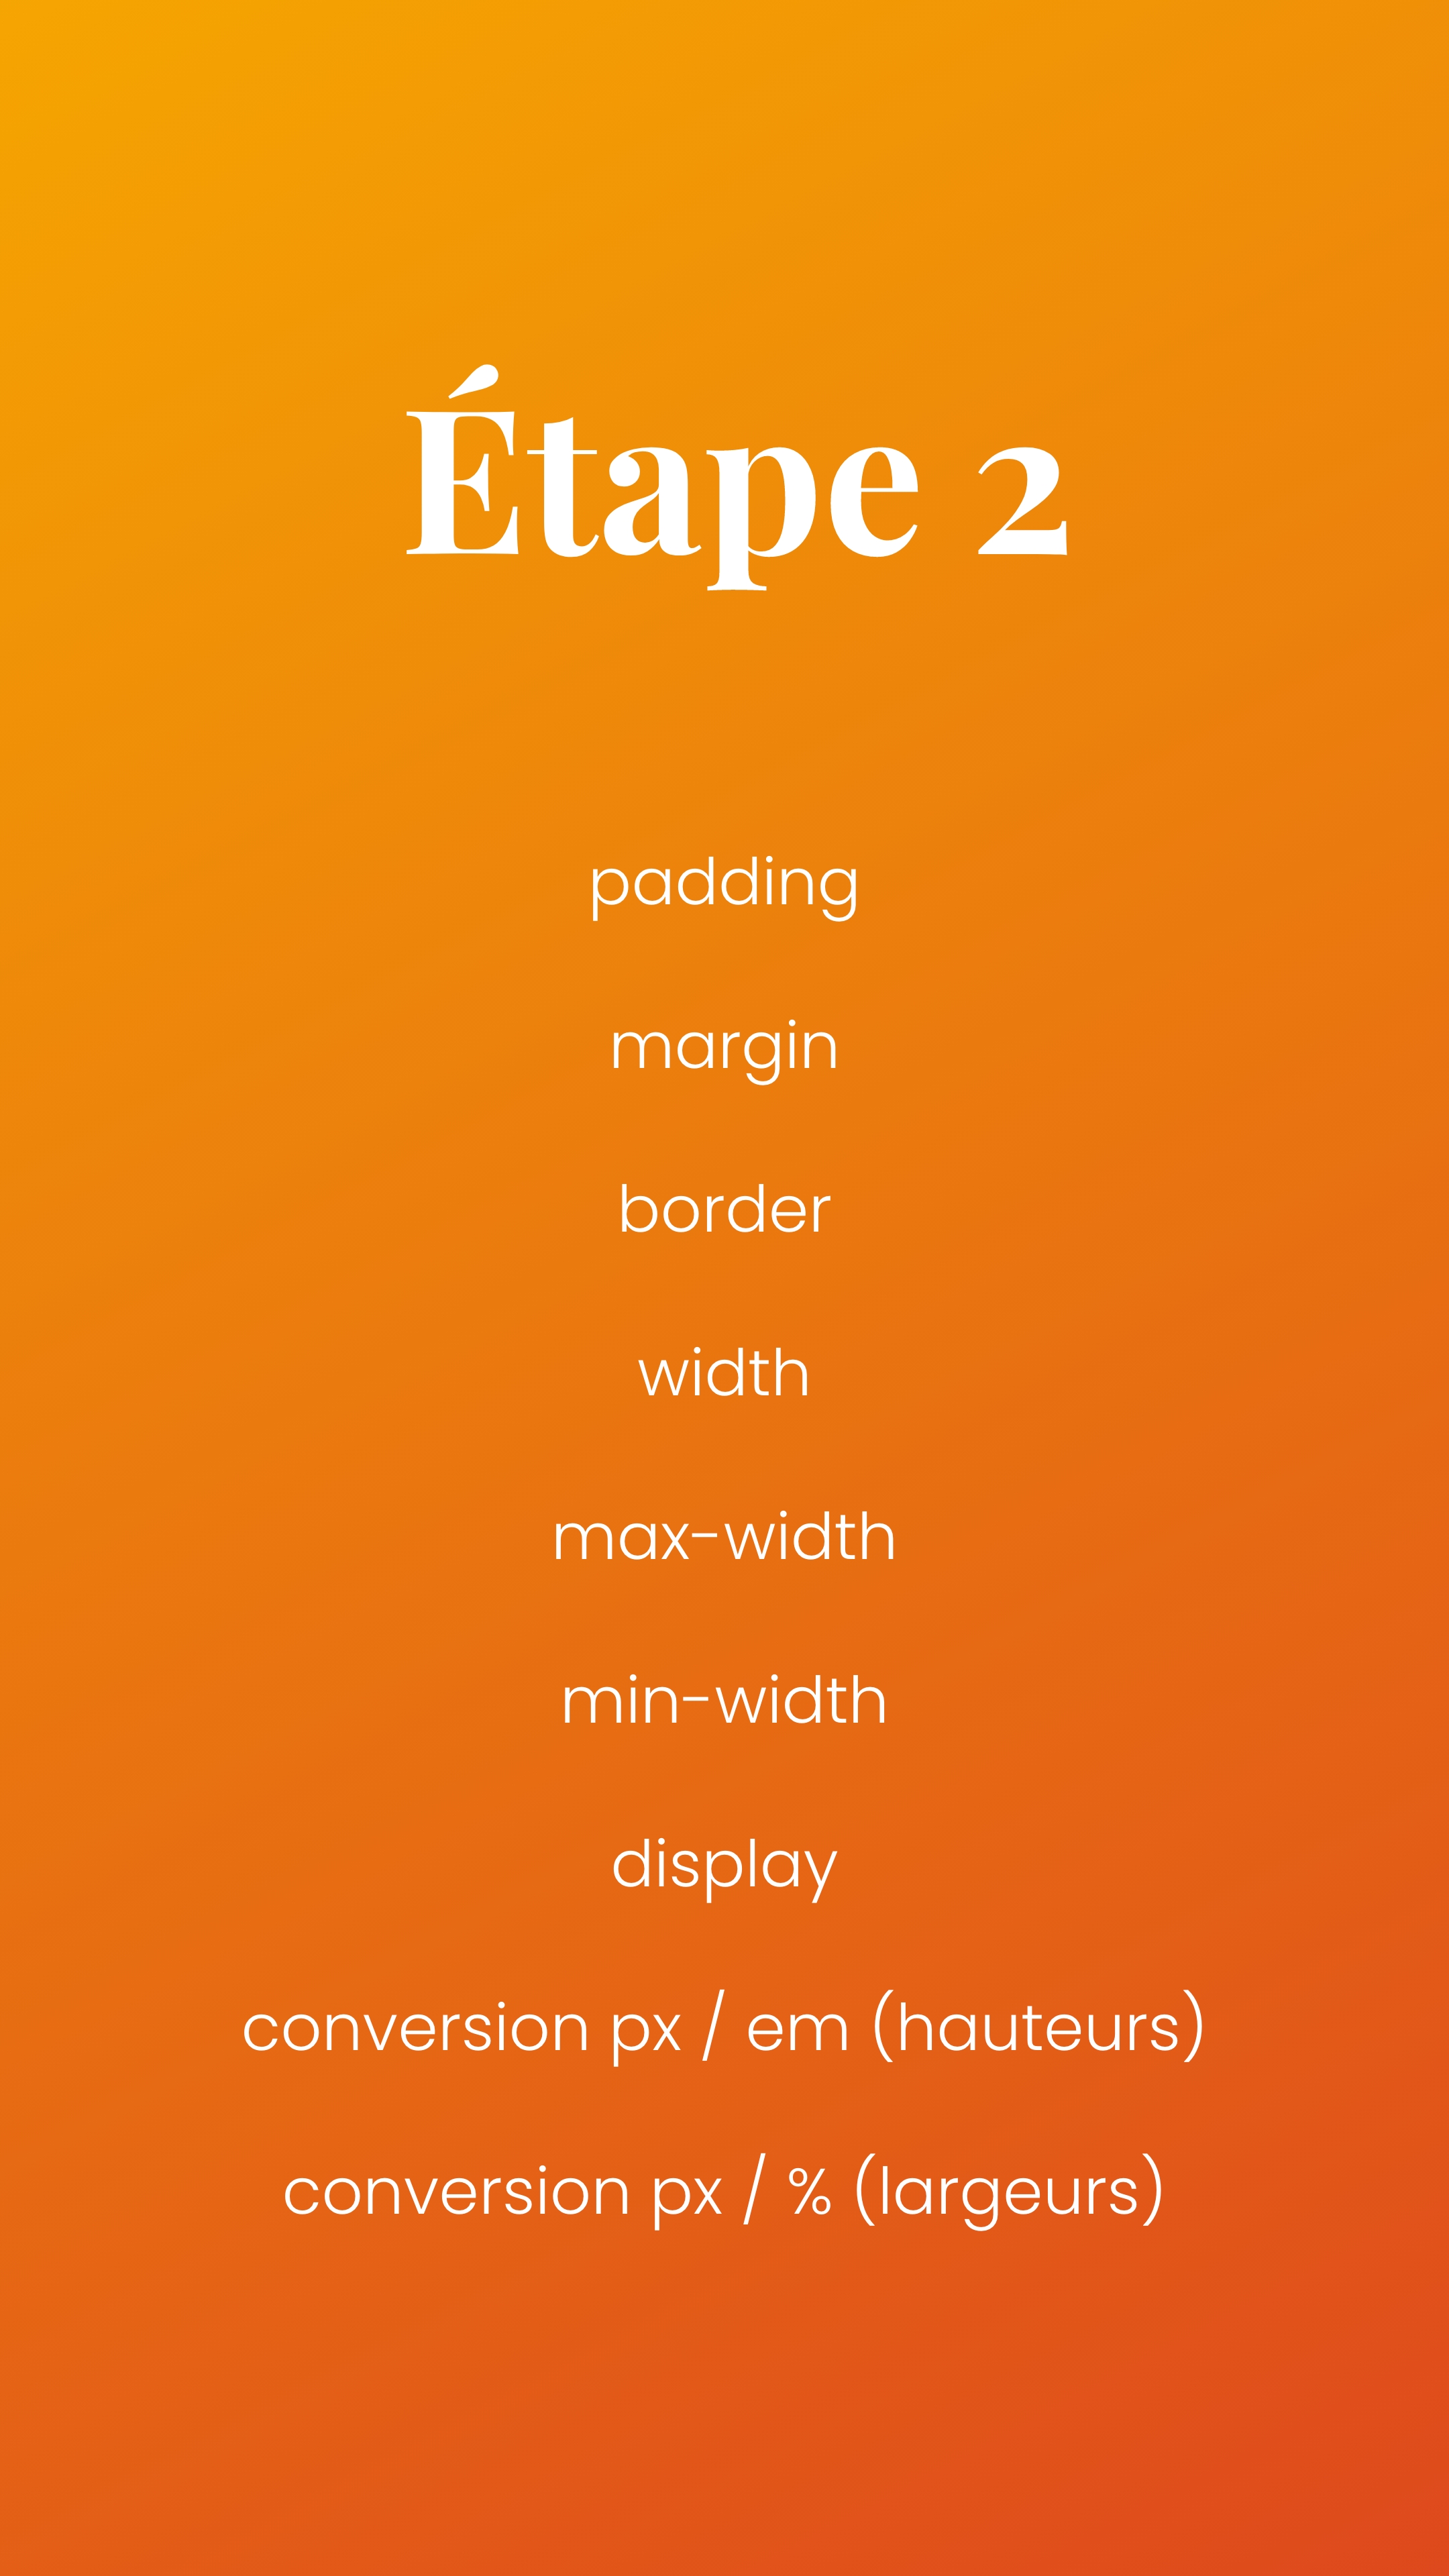 Étape 2
padding
margin
border
width
max-width
min-width
display
conversion px / em (hauteurs)
conversion px / % (largeurs)